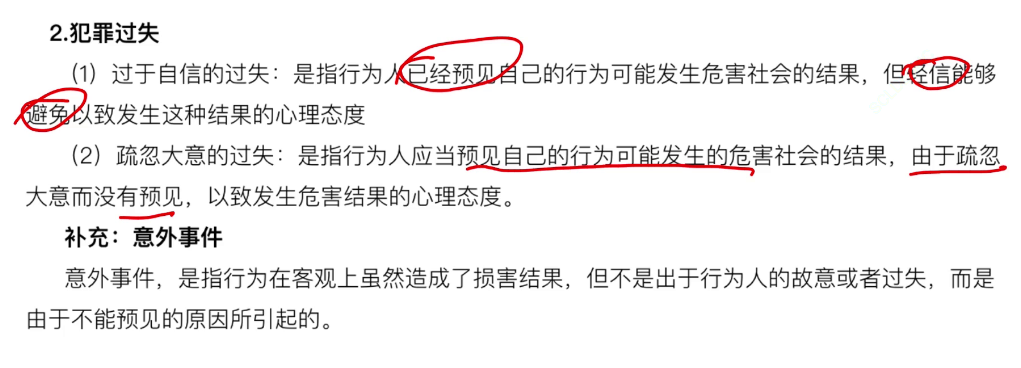 2.犯罪过失
（1）过于自信的过失：是指行为人已经预见自己的行为可能发生危害社会的结果，但轻信能够
避免以致发生这种结果的心理态度
（2）疏忽大意的过失：是指行为人应当预见自己的行为可能发生的危害社会的结果，由于疏忽
大意而没有预见，以致发生危害结果的心理态度。
补充：意外事件
意外事件，是指行为在客观上虽然造成了损害结果，但不是出于行为人的故意或者过失，而是
由于不能预见的原因所引起的。